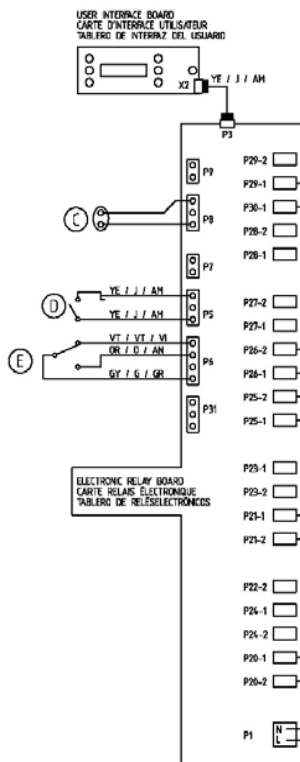 USER INTERFACE BOARD
CARTE D'INTERFACE UTILISATEUR
TABLERO DE INTERFAZ DEL USUARIO
X2
YE / J / AM
P3
P9
P29-2
P29-1
C
P8
P30-1
P28-2
P7
P28-1
YE / J / AM
D
P5
P27-2
YE / J / AM
P27-1
VT / VT / VI
P26-2
OR / O / AN
P6
E
P26-1
GY / G / GR
P25-2
P31
P25-1
ELECTRONIC RELAY BOARD
CARTE RELAIS ÉLECTRONIQUE
TABLERO DE RELÉSELECTRÓNICOS
P23-1
P23-2
P21-1
P21-2
P22-2
P24-1
P24-2
P20-1
P20-2
P1
N
L